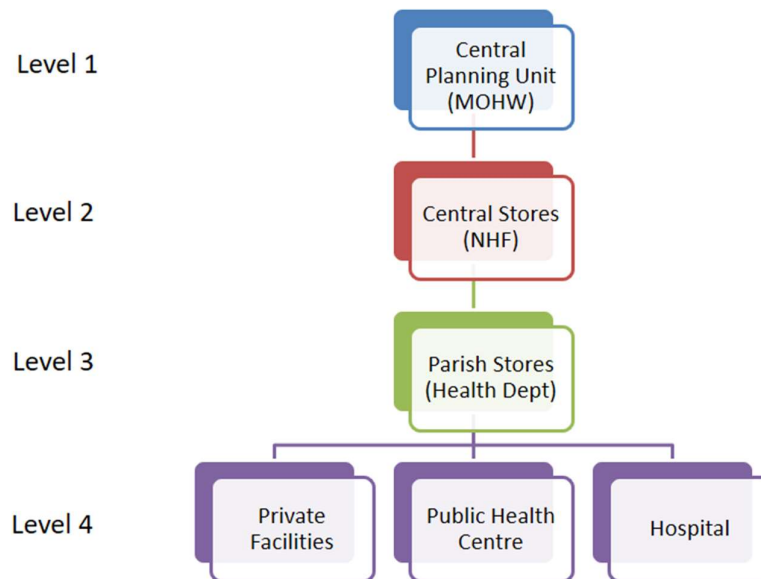 Level 1
Central
Planning Unit
(MOHW)
Level 2
Central Stores
(NHF)
Level 3
Parish Stores
(Health Dept)
Level 4
Private
Facilities
Public Health
Centre
Hospital